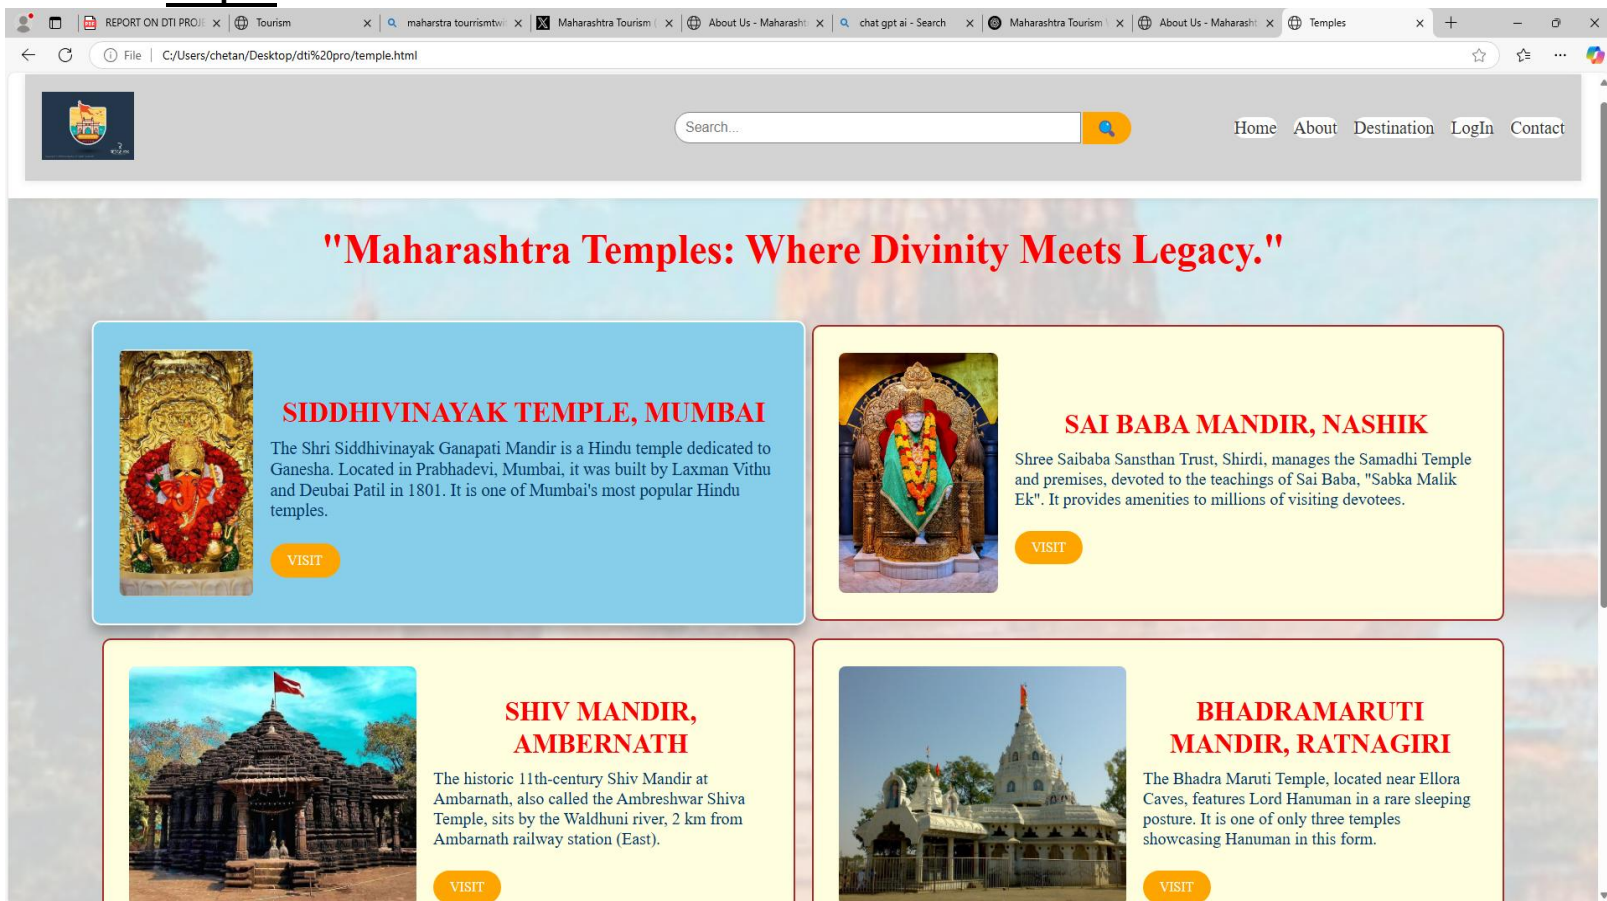 REPORT ON DTI PROJE
Tourism
maharstra tourrismtwi
Maharashtra Tourism (
About Us - Maharasht
chat gpt ai - Search
Maharashtra Tourism \
About Us - Maharasht
Temples
File | C:/Users/chetan/Desktop/dti%20pro/temple.html
Search...
Home About Destination LogIn Contact
"Maharashtra Temples: Where Divinity Meets Legacy."
SIDDHIVINAYAK TEMPLE, MUMBAI
The Shri Siddhivinayak Ganapati Mandir is a Hindu temple dedicated to
Ganesha. Located in Prabhadevi, Mumbai, it was built by Laxman Vithu
and Deubai Patil in 1801. It is one of Mumbai's most popular Hindu
temples.
VISIT
SAI BABA MANDIR, NASHIK
Shree Saibaba Sansthan Trust, Shirdi, manages the Samadhi Temple
and premises, devoted to the teachings of Sai Baba, "Sabka Malik
Ek". It provides amenities to millions of visiting devotees.
VISIT
SHIV MANDIR,
AMBERNATH
The historic 11th-century Shiv Mandir at
Ambarnath, also called the Ambreshwar Shiva
Temple, sits by the Waldhuni river, 2 km from
Ambarnath railway station (East).
VISIT
BHADRAMARUTI
MANDIR, RATNAGIRI
The Bhadra Maruti Temple, located near Ellora
Caves, features Lord Hanuman in a rare sleeping
posture. It is one of only three temples
showcasing Hanuman in this form.
VISIT